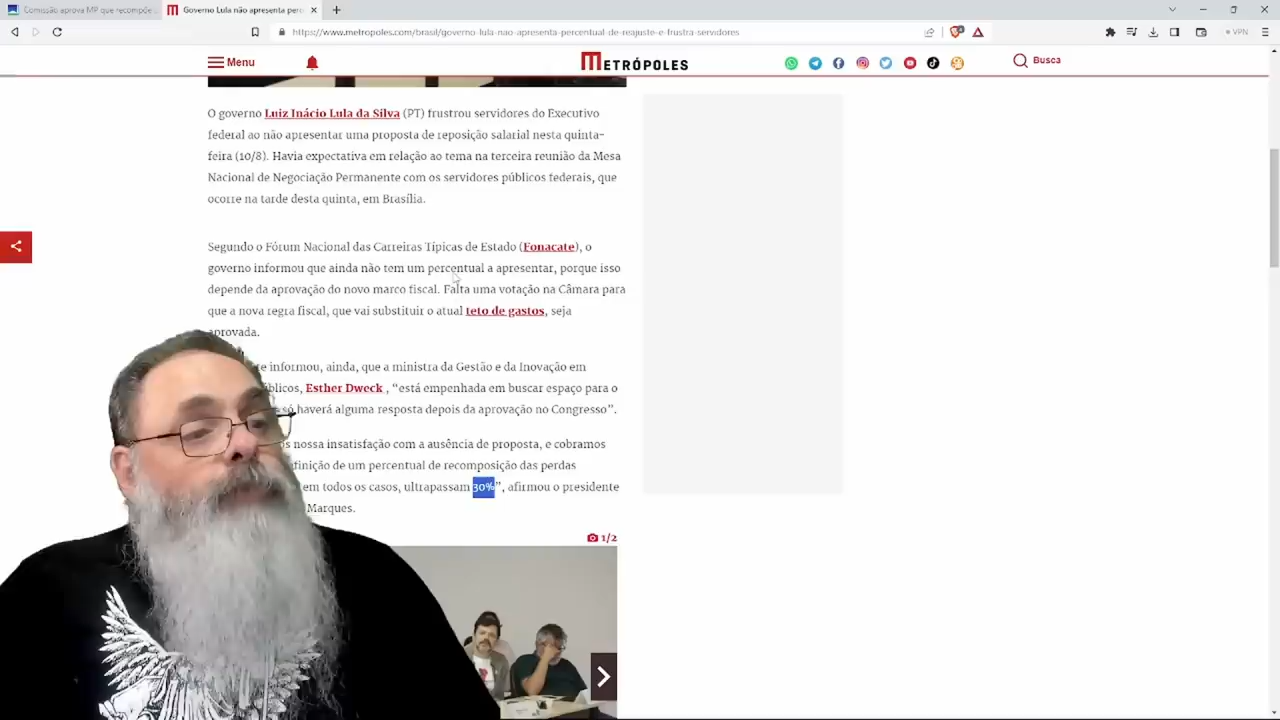 Comissão aprova MP que recompõe
Governo Lula não apresenta perc
https://www.metropoles.com/brasil/governo-lula-nao-apresenta-percentual-de-reajuste-e-frustra-servidores
VPN
Menu
METRÓPOLES
Busca
O governo Luiz Inácio Lula da Silva (PT) frustrou servidores do Executivo
federal ao não apresentar uma proposta de reposição salarial nesta quinta-
feira (10/8). Havia expectativa em relação ao tema na terceira reunião da Mesa
Nacional de Negociação Permanente com os servidores públicos federais, que
ocorre na tarde desta quinta, em Brasília.
Segundo o Fórum Nacional das Carreiras Típicas de Estado (Fonacate), o
governo informou que ainda não tem um percentual a apresentar, porque isso
depende da aprovação do novo marco fiscal. Falta uma votação na Câmara para
que a nova regra fiscal, que vai substituir o atual teto de gastos, seja
aprovada.
te informou, ainda, que a ministra da Gestão e da Inovação em
blicos, Esther Dweck , “está empenhada em buscar espaço para o
só haverá alguma resposta depois da aprovação no Congresso”.
os nossa insatisfação com a ausência de proposta, e cobramos
finição de um percentual de recomposição das perdas
em todos os casos, ultrapassam 30%”, afirmou o presidente
Marques.
1/2